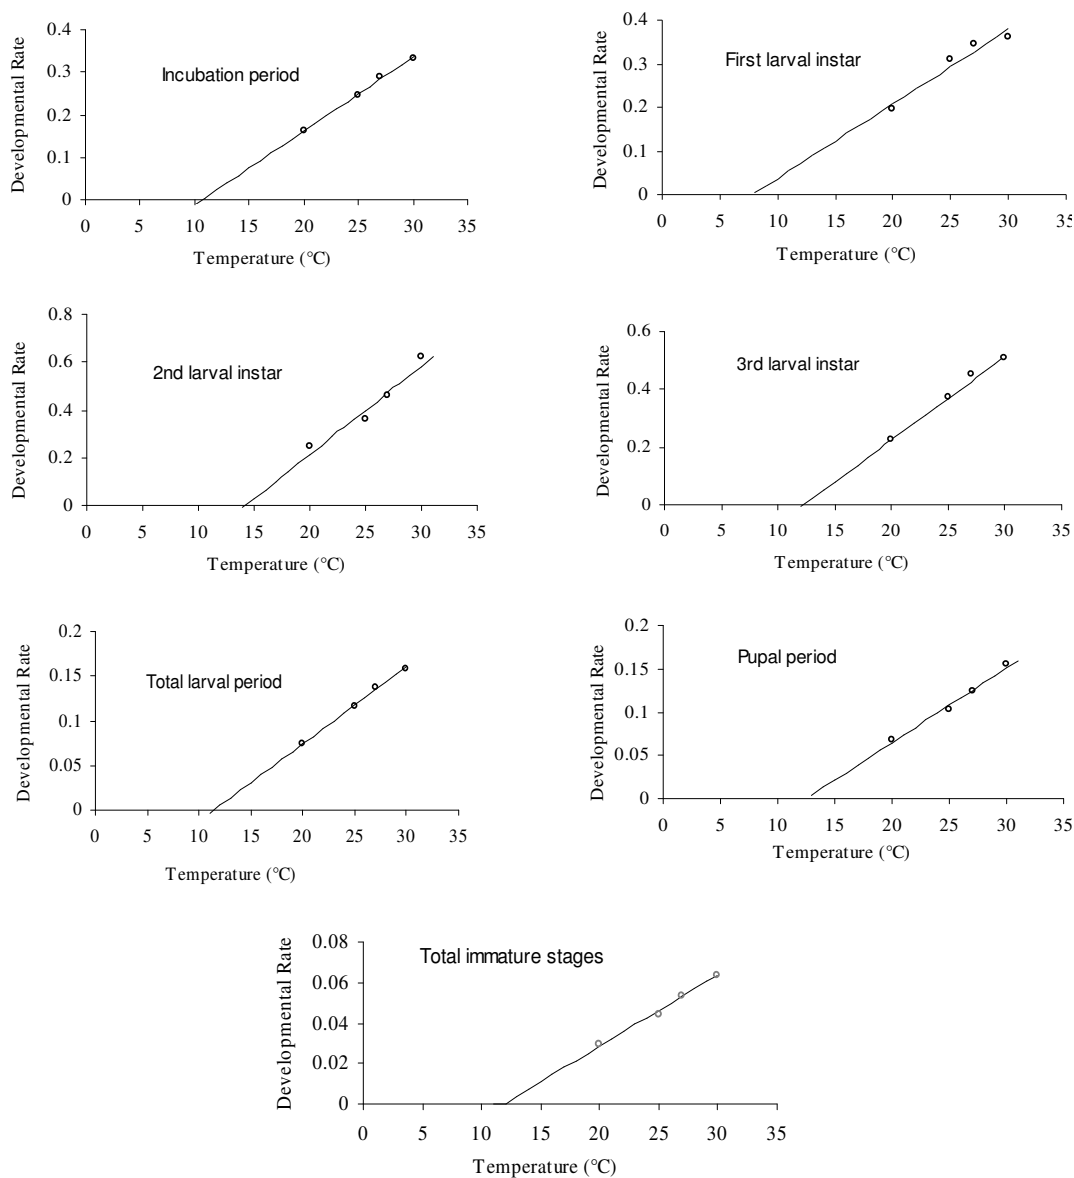 Incubation period
Developmental Rate
0.4
0.3
0.2
0.1
0
0 5 10 15 20 25 30 35
Temperature (°C)
First larval instar
Developmental Rate
0.4
0.3
0.2
0.1
0
0 5 10 15 20 25 30 35
Temperature (°C)
2nd larval instar
Developmental Rate
0.8
0.6
0.4
0.2
0
0 5 10 15 20 25 30 35
Temperature (°C)
3rd larval instar
Developmental Rate
0.6
0.4
0.2
0
0 5 10 15 20 25 30 35
Temperature (°C)
Total larval period
Developmental Rate
0.2
0.15
0.1
0.05
0
0 5 10 15 20 25 30 35
Temperature (°C)
Pupal period
Developmental Rate
0.2
0.15
0.1
0.05
0
0 5 10 15 20 25 30 35
Temperature (°C)
Total immature stages
Developmental Rate
0.08
0.06
0.04
0.02
0
0 5 10 15 20 25 30 35
Temperature (°C)